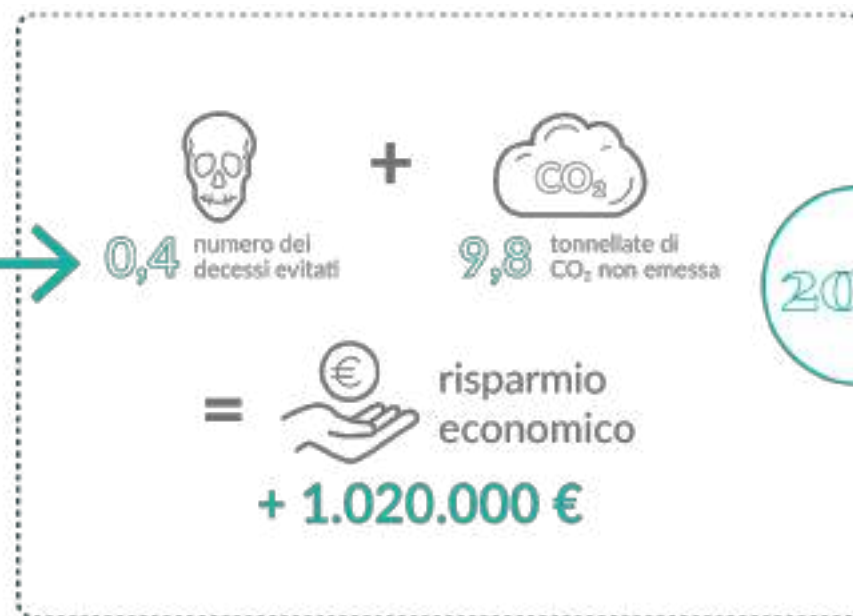 +
CO₂
0,4 numero dei
decessi evitati
9,8 tonnellate di
CO₂ non emessa
20
= € risparmio
economico
+ 1.020.000 €